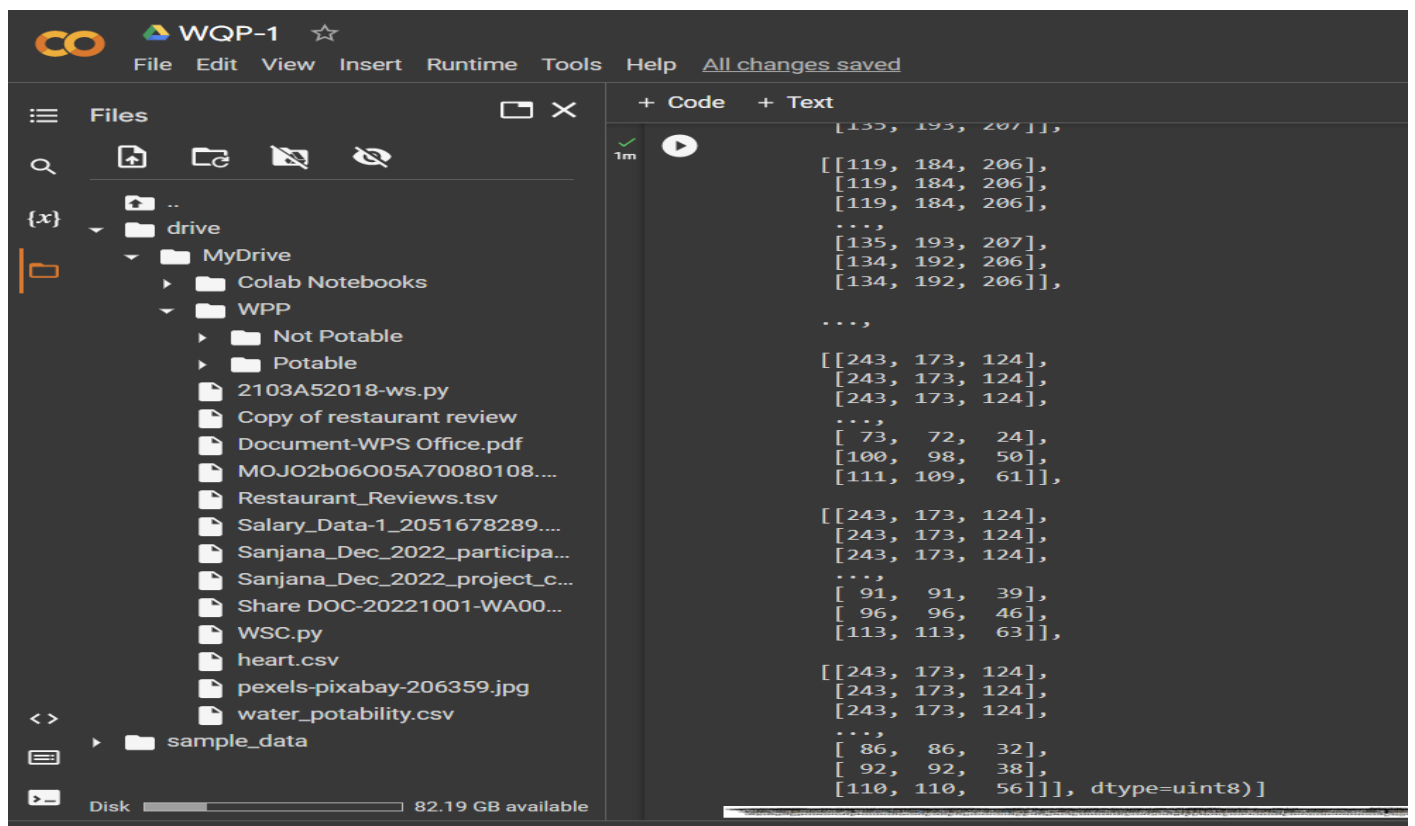 WQP-1
File Edit View Insert Runtime Tools Help All changes saved
Files
+ Code + Text
{x}
..
drive
MyDrive
Colab Notebooks
WPP
Not Potable
Potable
2103A52018-ws.py
Copy of restaurant review
Document-WPS Office.pdf
MOJO2b06O05A70080108....
Restaurant_Reviews.tsv
Salary_Data-1_2051678289....
Sanjana_Dec_2022_participa...
Sanjana_Dec_2022_project_c...
Share DOC-20221001-WA00...
WSC.py
heart.csv
pexels-pixabay-206359.jpg
water_potability.csv
sample_data
Disk 82.19 GB available
1m
[135, 193, 207]],
[[119, 184, 206],
[119, 184, 206],
[119, 184, 206],
...,
[135, 193, 207],
[134, 192, 206],
[134, 192, 206]],
...,
[[243, 173, 124],
[243, 173, 124],
[243, 173, 124],
...,
[ 73, 72, 24],
[100, 98, 50],
[111, 109, 61]],
[[243, 173, 124],
[243, 173, 124],
[243, 173, 124],
...,
[ 91, 91, 39],
[ 96, 96, 46],
[113, 113, 63]],
[[243, 173, 124],
[243, 173, 124],
[243, 173, 124],
...,
[ 86, 86, 32],
[ 92, 92, 38],
[110, 110, 56]]], dtype=uint8)]